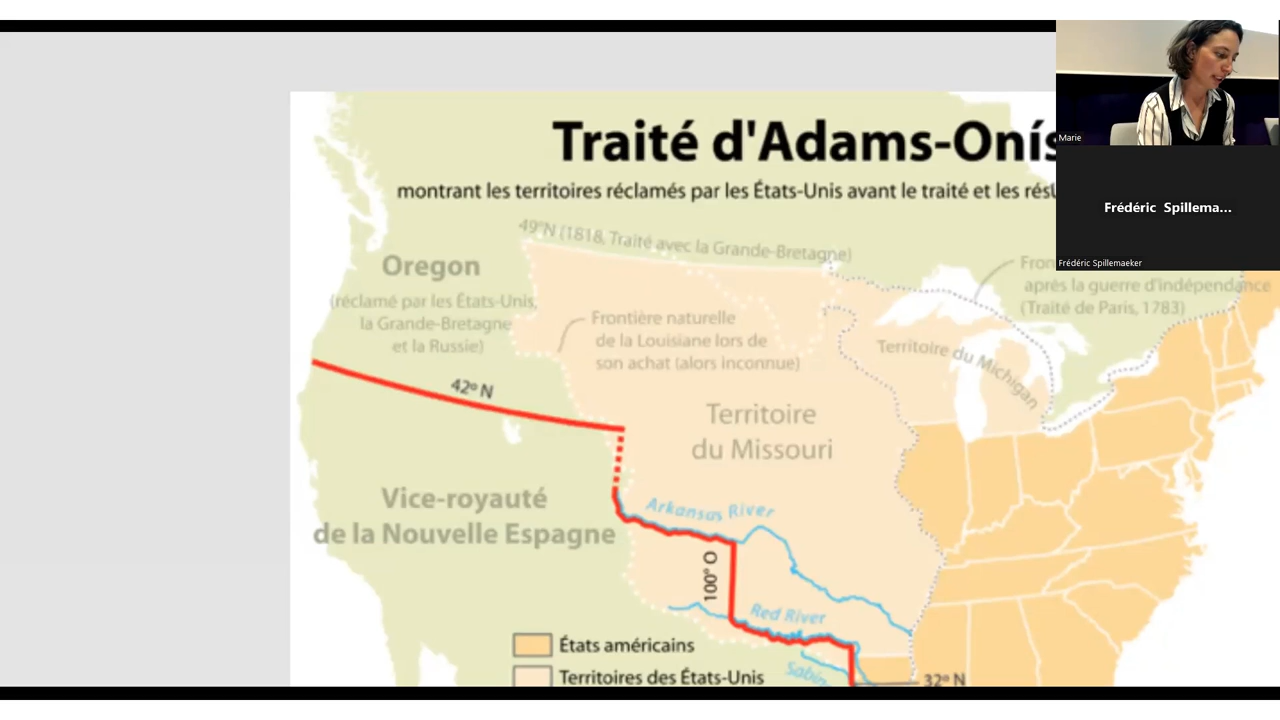 Traité d'Adams-Onís
montrant les territoires réclamés par les États-Unis avant le traité et les
49°N (1818, Traité avec la Grande-Bretagne)
Oregon
(réclamé par les États-Unis,
la Grande-Bretagne
et la Russie)
Frontière naturelle
de la Louisiane lors de
son achat (alors inconnue)
après la guerre d'indépendance
(Traité de Paris, 1783)
Territoire du Michigan
42º N
Territoire
du Missouri
Vice-royauté
de la Nouvelle Espagne
Arkansas River
100° O
Red River
États américains
Territoires des États-Unis
32º N
Marie
Frédéric Spillema...
Frédéric Spillemaeker